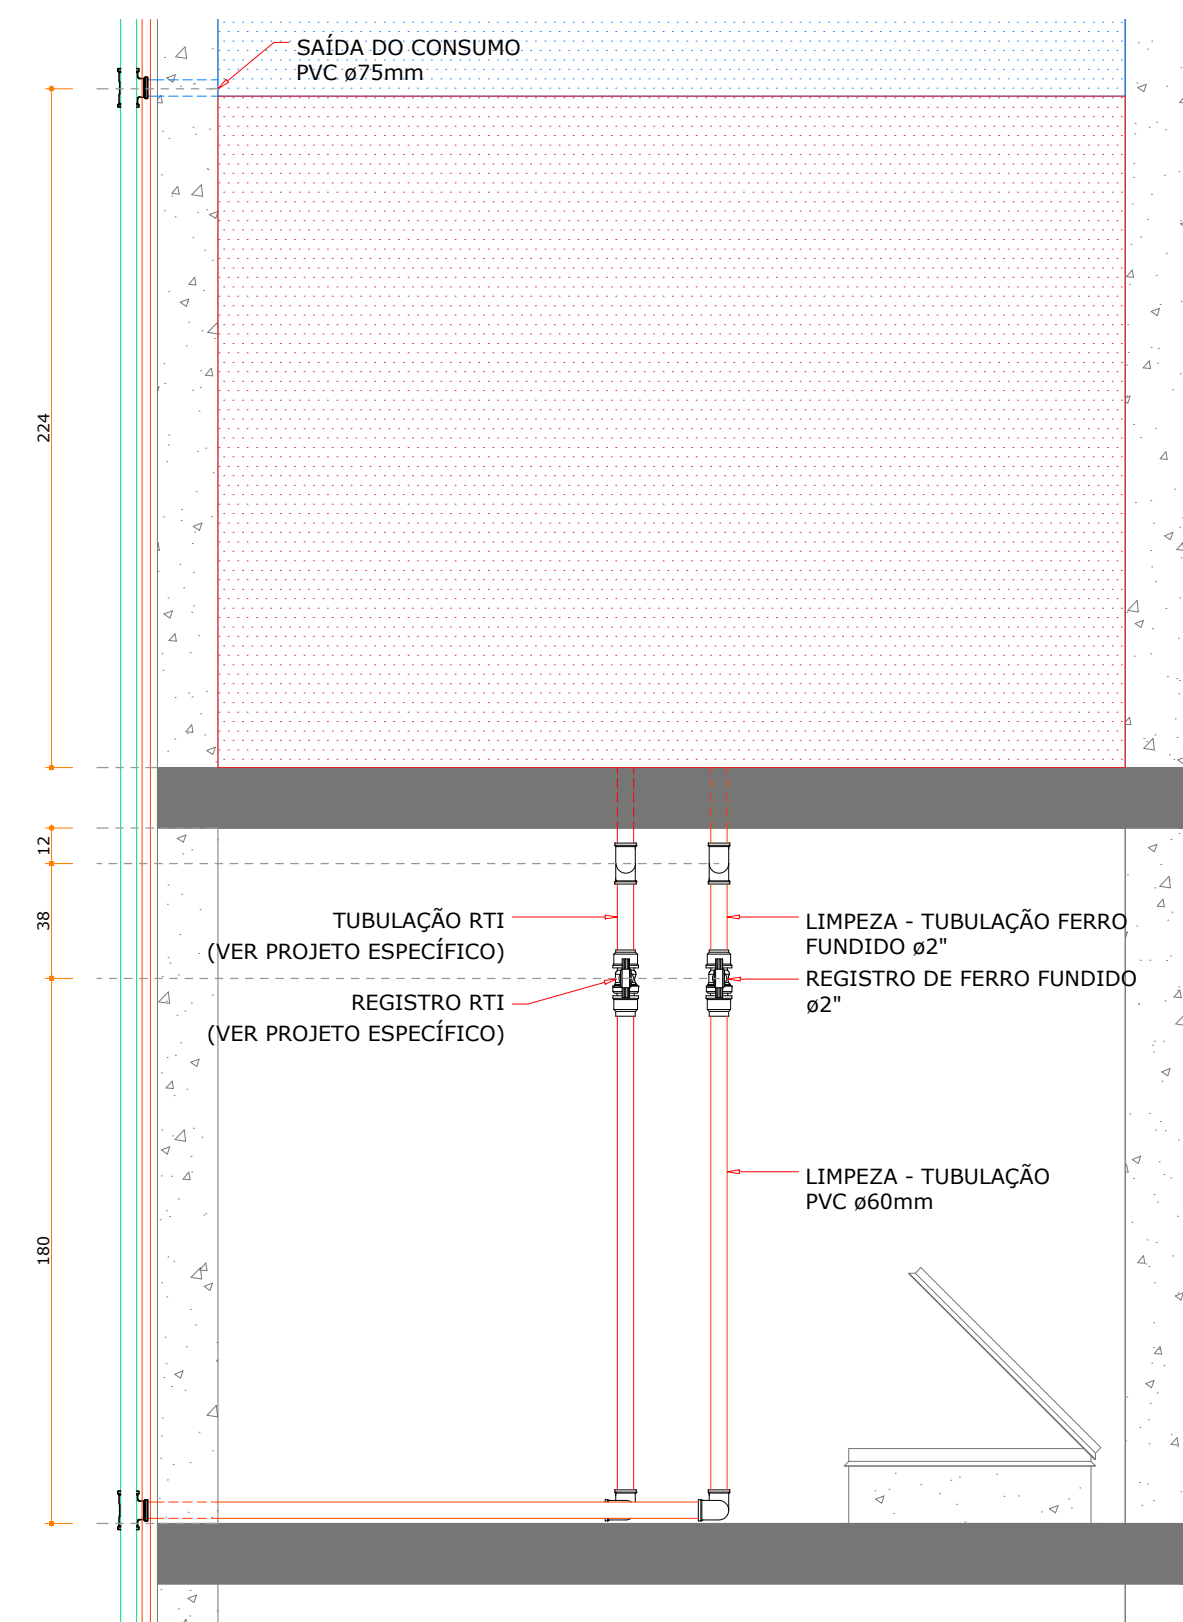 SAÍDA DO CONSUMO
PVC ø75mm
224
12
38
TUBULAÇÃO RTI
(VER PROJETO ESPECÍFICO)
LIMPEZA - TUBULAÇÃO FERRO
FUNDIDO ø2"
REGISTRO RTI
(VER PROJETO ESPECÍFICO)
REGISTRO DE FERRO FUNDIDO
ø2"
LIMPEZA - TUBULAÇÃO
PVC ø60mm
180